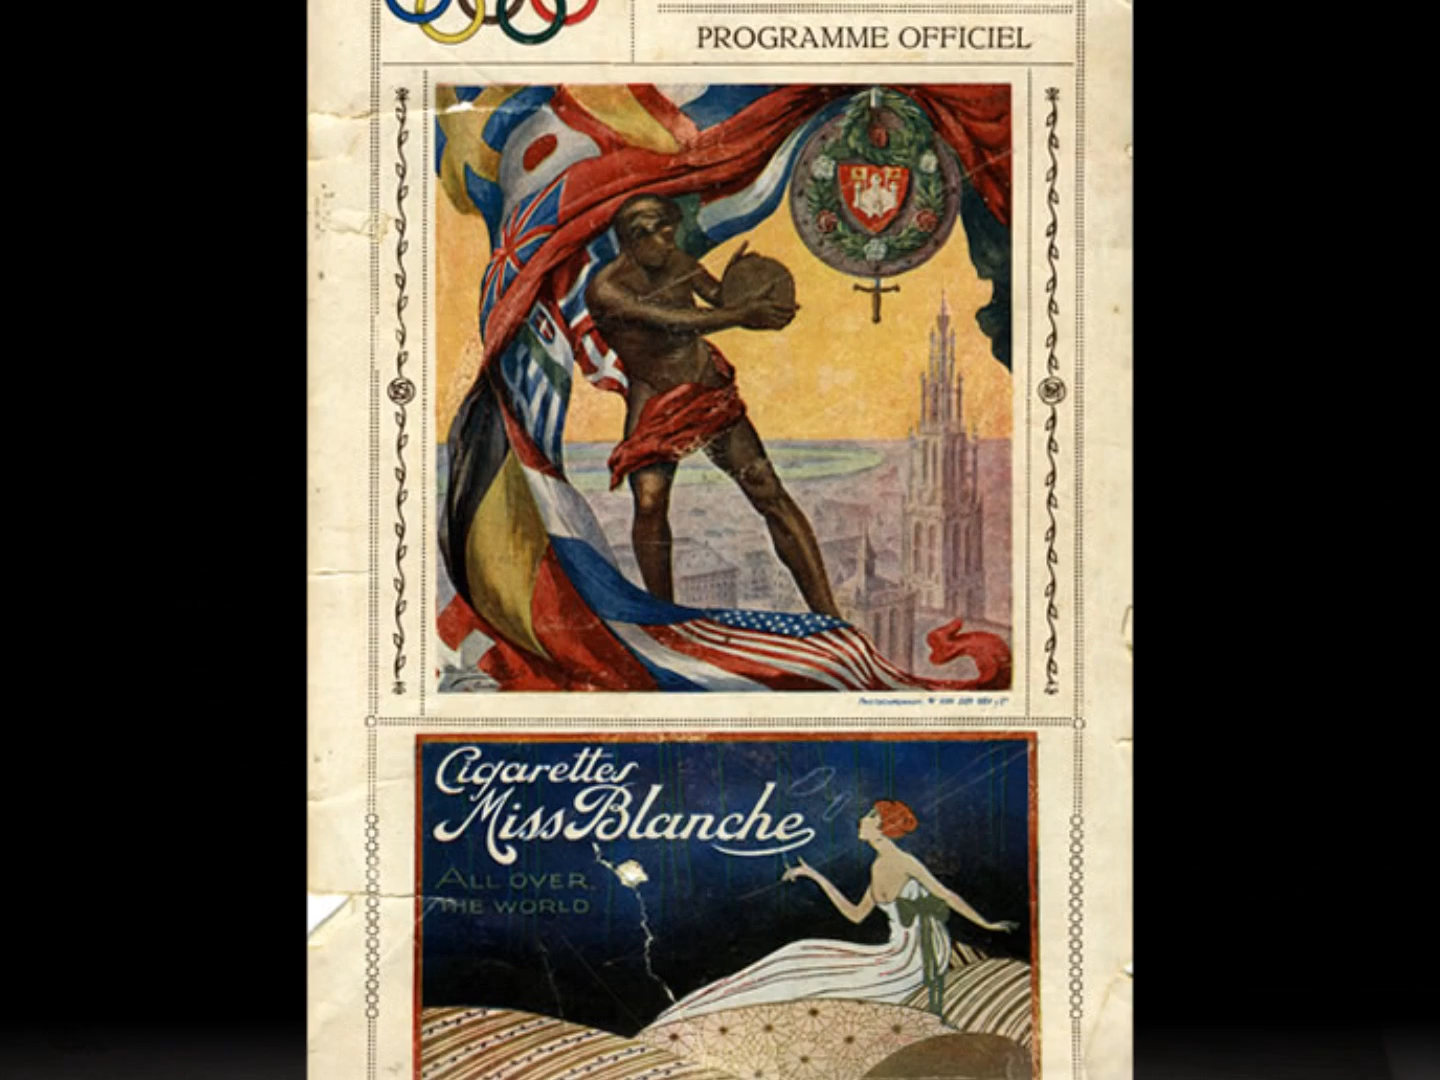 PROGRAMME OFFICIEL
Cigarettes
Miss Blanche
ALL OVER
THE WORLD